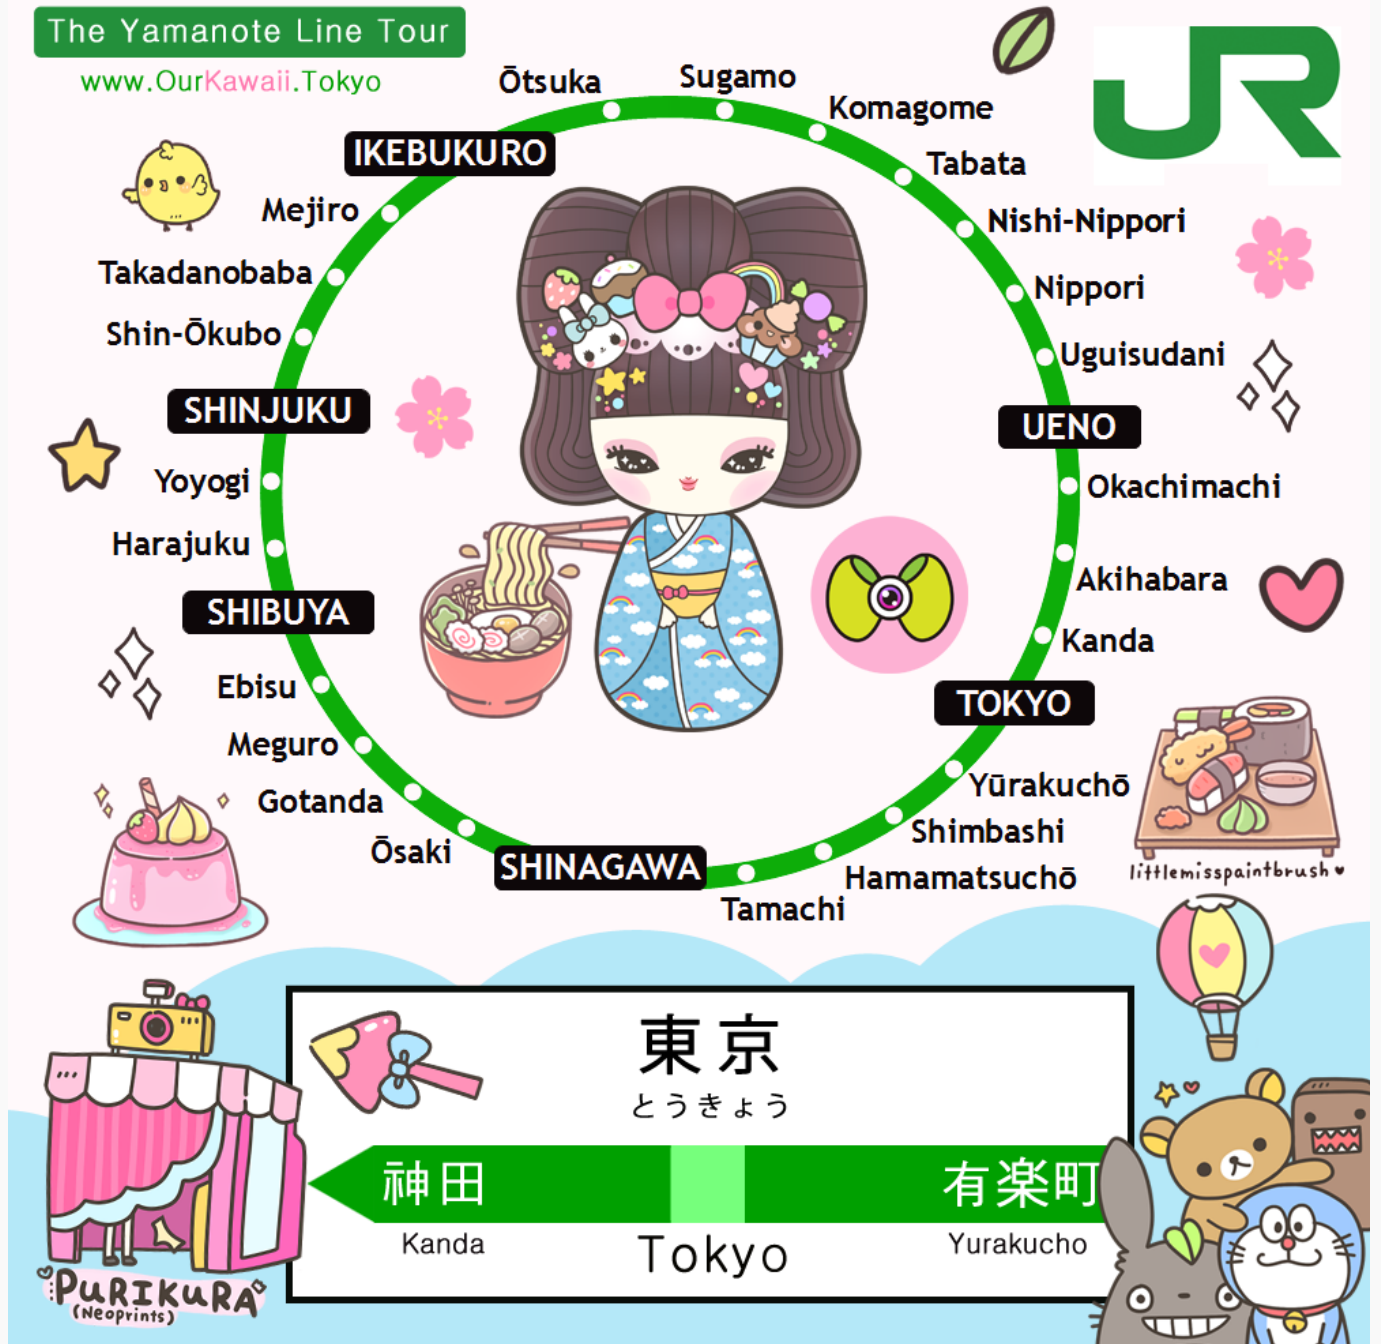 The Yamanote Line Tour
www.OurKawaii.Tokyo
JR
Ōtsuka
Sugamo
Komagome
Tabata
Nishi-Nippori
Nippori
Uguisudani
UENO
Okachimachi
Akihabara
Kanda
TOKYO
Yūrakuchō
Shimbashi
Hamamatsuchō
Tamachi
SHINAGAWA
Ōsaki
Gotanda
Meguro
Ebisu
SHIBUYA
Harajuku
Yoyogi
SHINJUKU
Shin-Ōkubo
Takadanobaba
Mejiro
IKEBUKURO
littlemisspaintbrush
東京
とうきょう
神田
有楽町
Kanda
Tokyo
Yurakucho
PURIKURA
(Neoprints)